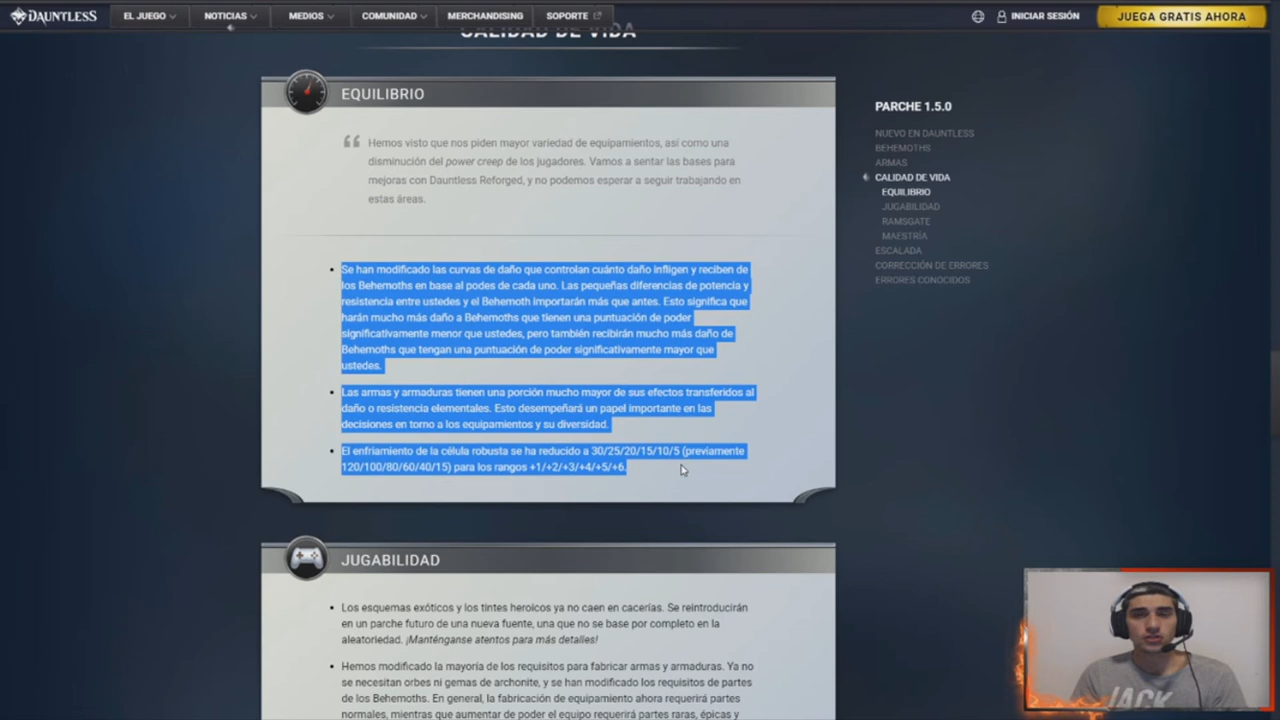 DAUNTLESS
EL JUEGO
NOTICIAS
MEDIOS
COMUNIDAD
MERCHANDISING
SOPORTE
INICIAR SESIÓN
JUEGA GRATIS AHORA
CALIDAD DE VIDA
EQUILIBRIO
Hemos visto que nos piden mayor variedad de equipamientos, así como una
disminución del power creep de los jugadores. Vamos a sentar las bases para
mejoras con Dauntless Reforged, y no podemos esperar a seguir trabajando en
estas áreas.
• Se han modificado las curvas de daño que controlan cuánto daño infligen y reciben de
los Behemoths en base al podes de cada uno. Las pequeñas diferencias de potencia y
resistencia entre ustedes y el Behemoth importarán más que antes. Esto significa que
harán mucho más daño a Behemoths que tienen una puntuación de poder
significativamente menor que ustedes, pero también recibirán mucho más daño de
Behemoths que tengan una puntuación de poder significativamente mayor que
ustedes.
• Las armas y armaduras tienen una porción mucho mayor de sus efectos transferidos al
daño o resistencia elementales. Esto desempeñará un papel importante en las
decisiones en torno a los equipamientos y su diversidad.
• El enfriamiento de la célula robusta se ha reducido a 30/25/20/15/10/5 (previamente
120/100/80/60/40/15) para los rangos +1/+2/+3/+4/+5/+6.
JUGABILIDAD
• Los esquemas exóticos y los tintes heroicos ya no caen en cacerías. Se reintroducirán
en un parche futuro de una nueva fuente, una que no se base por completo en la
aleatoriedad. ¡Manténganse atentos para más detalles!
• Hemos modificado la mayoría de los requisitos para fabricar armas y armaduras. Ya no
se necesitan orbes ni gemas de archonite, y se han modificado los requisitos de partes
de los Behemoths. En general, la fabricación de equipamiento ahora requerirá partes
normales, mientras que aumentar de poder el equipo requerirá partes raras, épicas y
PARCHE 1.5.0
NUEVO EN DAUNTLESS
BEHEMOTHS
ARMAS
CALIDAD DE VIDA
EQUILIBRIO
JUGABILIDAD
RAMSGATE
MAESTRÍA
ESCALADA
CORRECCIÓN DE ERRORES
ERRORES CONOCIDOS
JACK